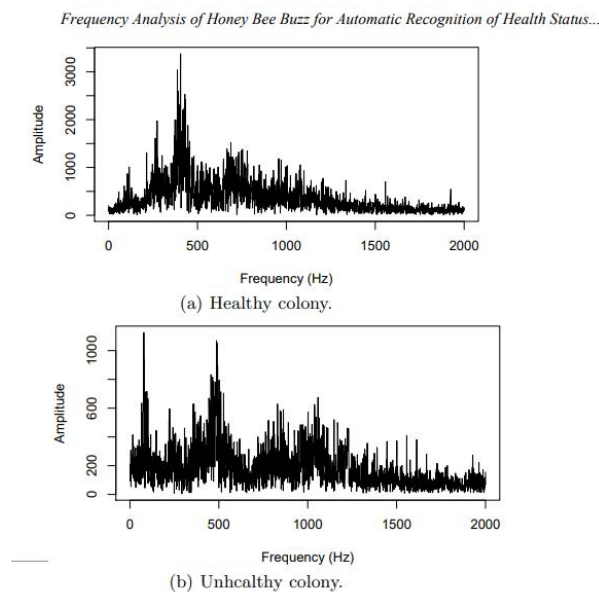 Frequency Analysis of Honey Bee Buzz for Automatic Recognition of Health Status...
3000
2000
1000
0
Amplitude
0 500 1000 1500 2000
Frequency (Hz)
(a) Healthy colony.
1000
600
200
0
Amplitude
0 500 1000 1500 2000
Frequency (Hz)
(b) Unhealthy colony.